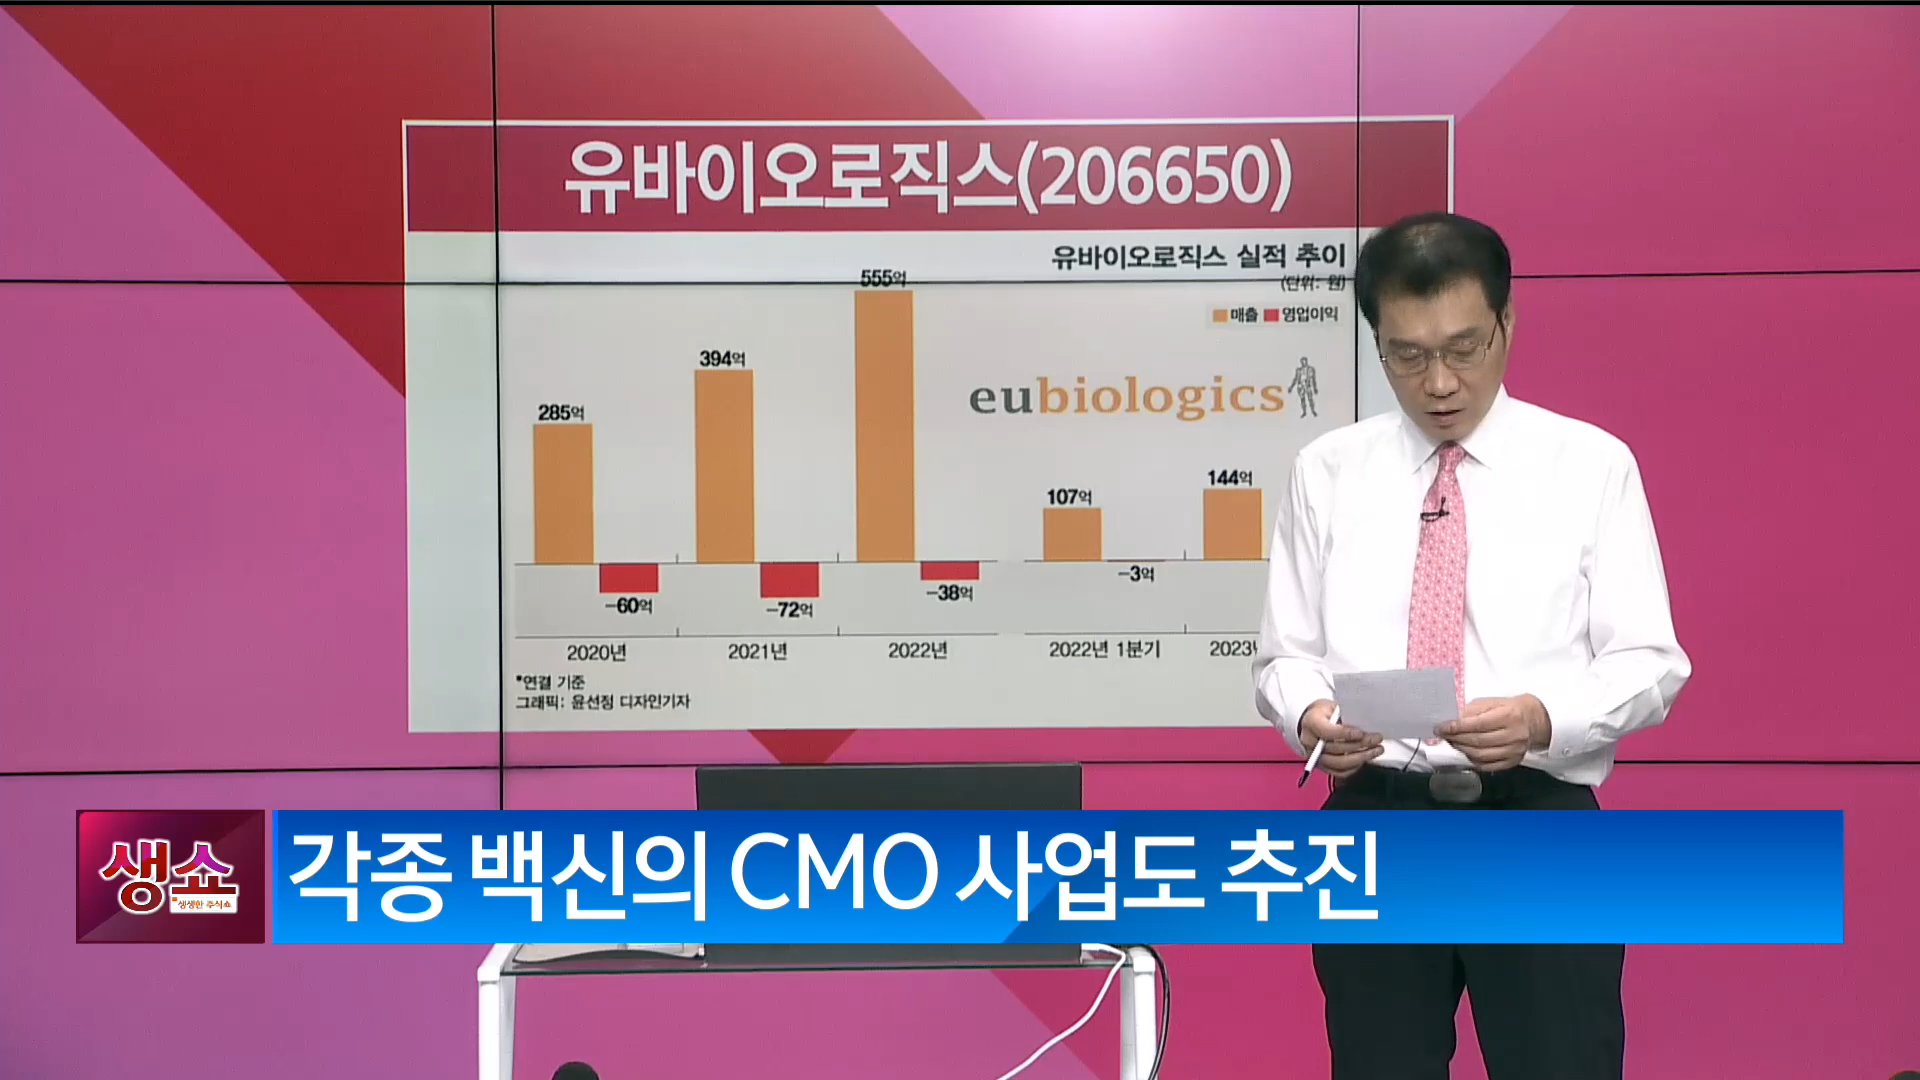 유바이오로직스(206650)
유바이오로직스 실적 추이
(단위: 원)
매출 영업이익
555억
394억
285억
eubiologics
144억
107억
-3억
-60억
-72억
-38억
2020년 2021년 2022년 2022년 1분기 2023
*연결 기준
그래픽: 윤선정 디자인기자
생쇼
생생한 주식쇼
각종 백신의 CMO 사업도 추진